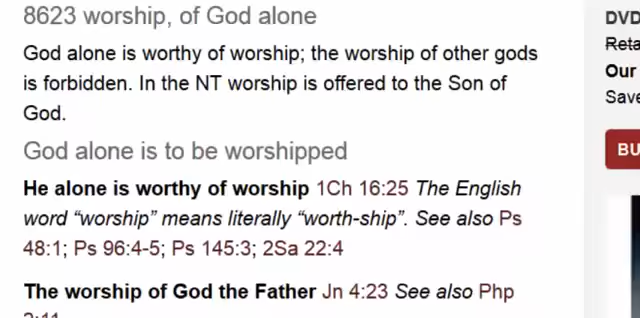 8623 worship, of God alone
God alone is worthy of worship; the worship of other gods
is forbidden. In the NT worship is offered to the Son of
God.
God alone is to be worshipped
He alone is worthy of worship 1Ch 16:25 The English
word “worship” means literally “worth-ship”. See also Ps
48:1; Ps 96:4-5; Ps 145:3; 2Sa 22:4
The worship of God the Father Jn 4:23 See also Php
DVD
Reta
Our
Save
BU